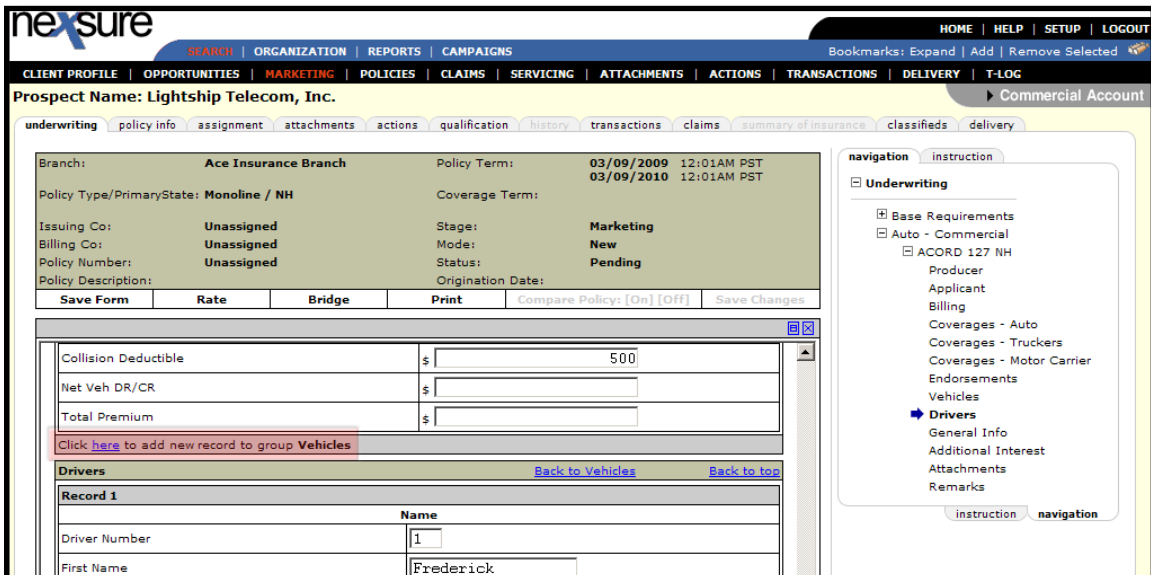 nexsure
HOME | HELP | SETUP | LOGOUT
SEARCH | ORGANIZATION | REPORTS | CAMPAIGNS
Bookmarks: Expand | Add | Remove Selected
CLIENT PROFILE | OPPORTUNITIES | MARKETING | POLICIES | CLAIMS | SERVICING | ATTACHMENTS | ACTIONS | TRANSACTIONS | DELIVERY | T-LOG
Prospect Name: Lightship Telecom, Inc.
Commercial Account
underwriting policy info assignment attachments actions qualification history transactions claims summary of insurance classifieds delivery
Branch: Ace Insurance Branch Policy Term: 03/09/2009 12:01AM PST
03/09/2010 12:01AM PST
Policy Type/PrimaryState: Monoline / NH Coverage Term:
Issuing Co: Unassigned Stage: Marketing
Billing Co: Unassigned Mode: New
Policy Number: Unassigned Status: Pending
Policy Description: Origination Date:
Save Form Rate Bridge Print Compare Policy: [On] [Off] Save Changes
Collision Deductible $ 500
Net Veh DR/CR $
Total Premium $
Click here to add new record to group Vehicles
Drivers Back to Vehicles Back to top
Record 1
Name
Driver Number 1
First Name Frederick
navigation instruction
Underwriting
Base Requirements
Auto - Commercial
ACORD 127 NH
Producer
Applicant
Billing
Coverages - Auto
Coverages - Truckers
Coverages - Motor Carrier
Endorsements
Vehicles
Drivers
General Info
Additional Interest
Attachments
Remarks
instruction navigation